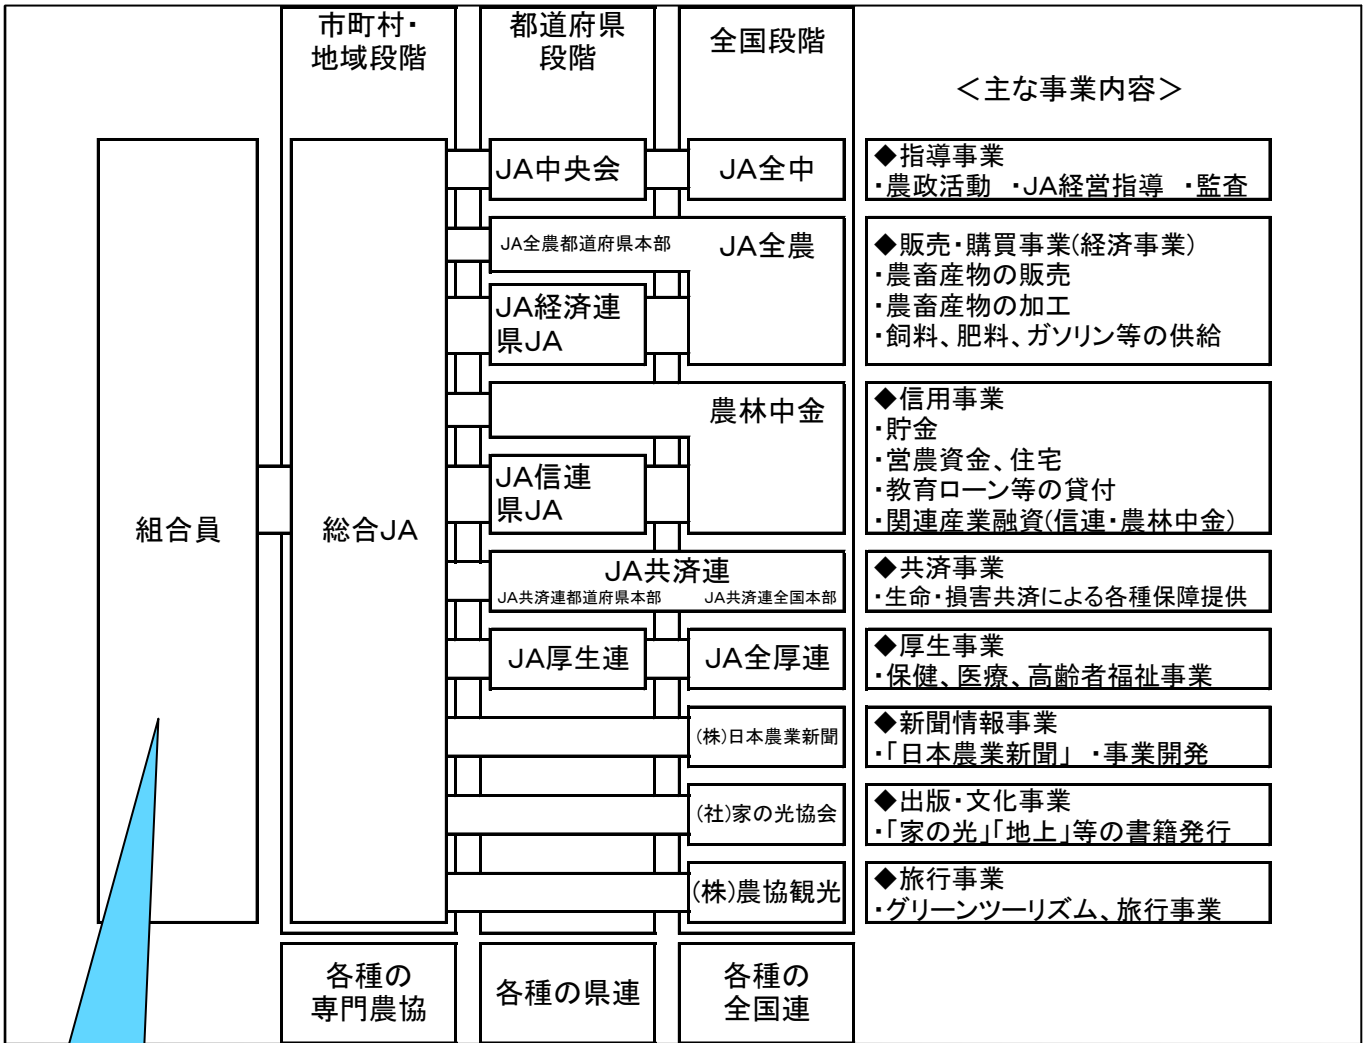 市町村・
地域段階
都道府県
段階
全国段階
＜主な事業内容＞
組合員
総合JA
JA中央会
JA全中
◆指導事業
・農政活動　・JA経営指導　・監査
JA全農都道府県本部
JA全農
JA経済連
県JA
◆販売・購買事業(経済事業)
・農畜産物の販売
・農畜産物の加工
・飼料、肥料、ガソリン等の供給
農林中金
JA信連
県JA
◆信用事業
・貯金
・営農資金、住宅
・教育ローン等の貸付
・関連産業融資(信連・農林中金)
JA共済連
JA共済連都道府県本部
JA共済連全国本部
◆共済事業
・生命・損害共済による各種保障提供
JA厚生連
JA全厚連
◆厚生事業
・保健、医療、高齢者福祉事業
(株)日本農業新聞
◆新聞情報事業
・「日本農業新聞」　・事業開発
(社)家の光協会
◆出版・文化事業
・「家の光」「地上」等の書籍発行
(株)農協観光
◆旅行事業
・グリーンツーリズム、旅行事業
各種の
専門農協
各種の県連
各種の
全国連